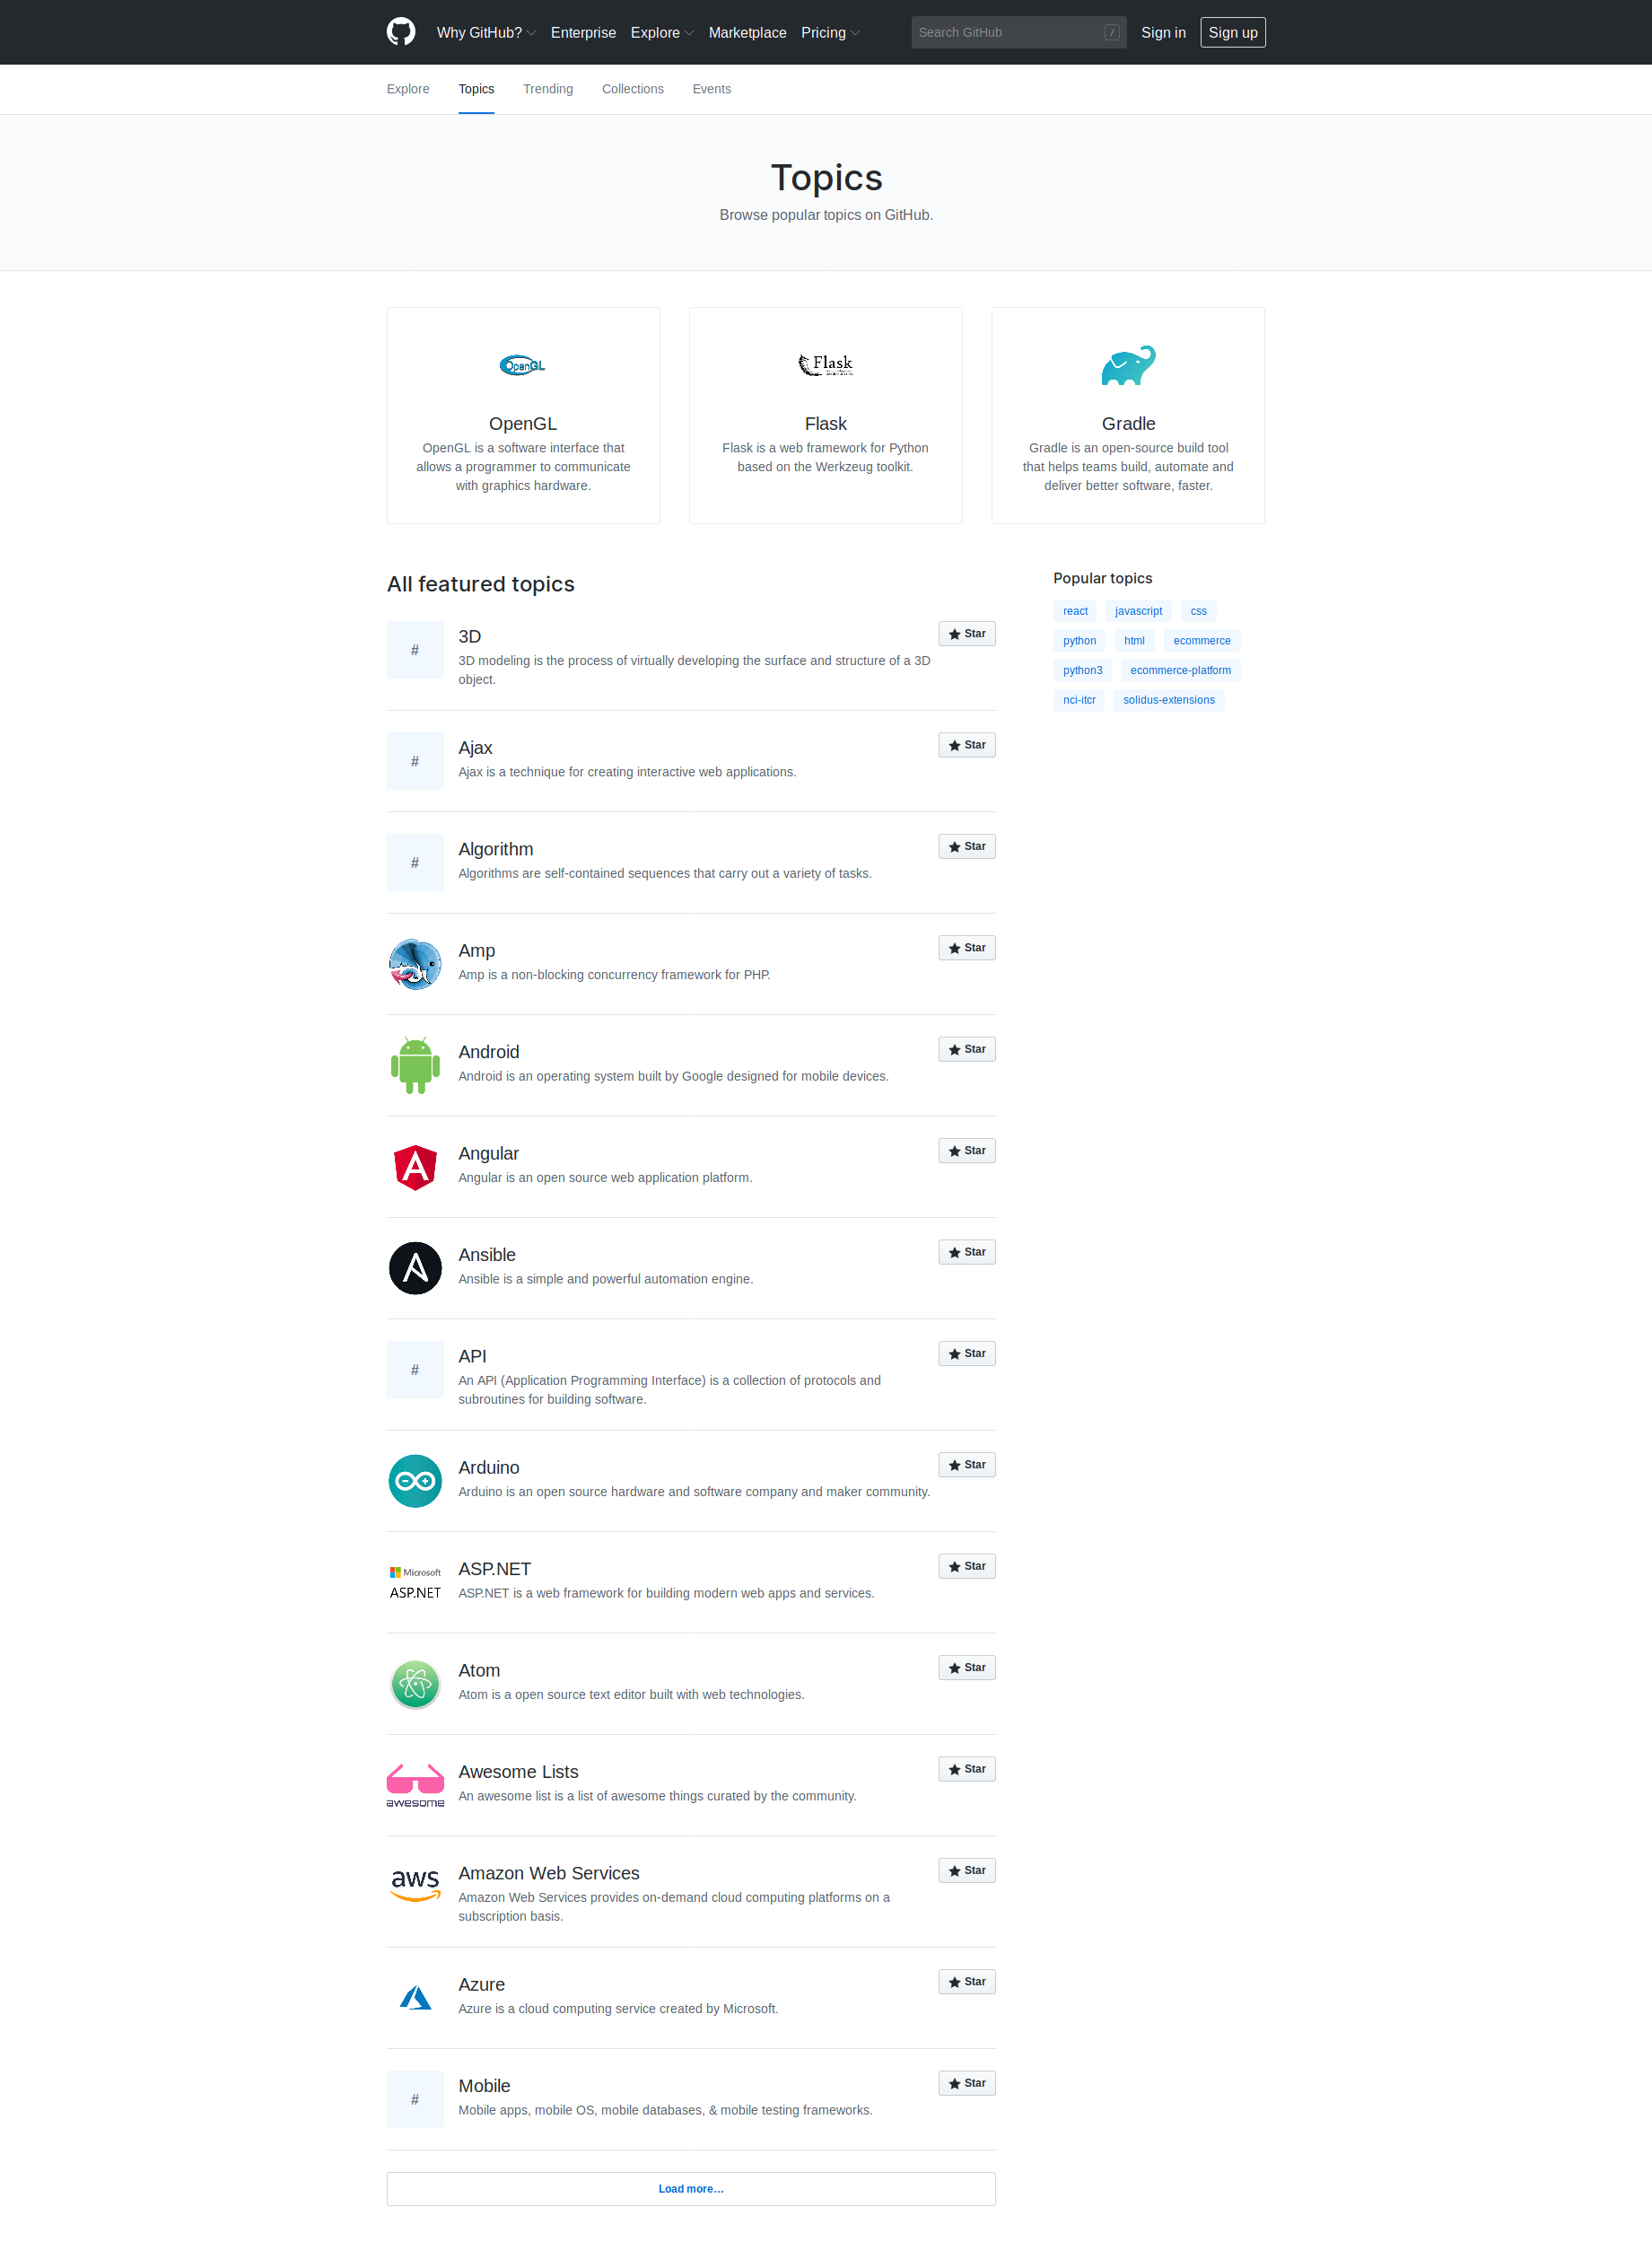 Why GitHub? Enterprise Explore Marketplace Pricing Search GitHub / Sign in Sign up
Explore Topics Trending Collections Events
Topics
Browse popular topics on GitHub.
OpenGL
OpenGL
OpenGL is a software interface that
allows a programmer to communicate
with graphics hardware.
Flask
Flask
Flask is a web framework for Python
based on the Werkzeug toolkit.
Gradle
Gradle is an open-source build tool
that helps teams build, automate and
deliver better software, faster.
All featured topics
#
3D
3D modeling is the process of virtually developing the surface and structure of a 3D
object.
Star
#
Ajax
Ajax is a technique for creating interactive web applications.
Star
#
Algorithm
Algorithms are self-contained sequences that carry out a variety of tasks.
Star
Amp
Amp is a non-blocking concurrency framework for PHP.
Star
Android
Android is an operating system built by Google designed for mobile devices.
Star
Angular
Angular is an open source web application platform.
Star
Ansible
Ansible is a simple and powerful automation engine.
Star
#
API
An API (Application Programming Interface) is a collection of protocols and
subroutines for building software.
Star
Arduino
Arduino is an open source hardware and software company and maker community.
Star
Microsoft
ASP.NET
ASP.NET
ASP.NET is a web framework for building modern web apps and services.
Star
Atom
Atom is a open source text editor built with web technologies.
Star
awesome
Awesome Lists
An awesome list is a list of awesome things curated by the community.
Star
aws
Amazon Web Services
Amazon Web Services provides on-demand cloud computing platforms on a
subscription basis.
Star
Azure
Azure is a cloud computing service created by Microsoft.
Star
#
Mobile
Mobile apps, mobile OS, mobile databases, & mobile testing frameworks.
Star
Load more…
Popular topics
react javascript css
python html ecommerce
python3 ecommerce-platform
nci-itcr solidus-extensions